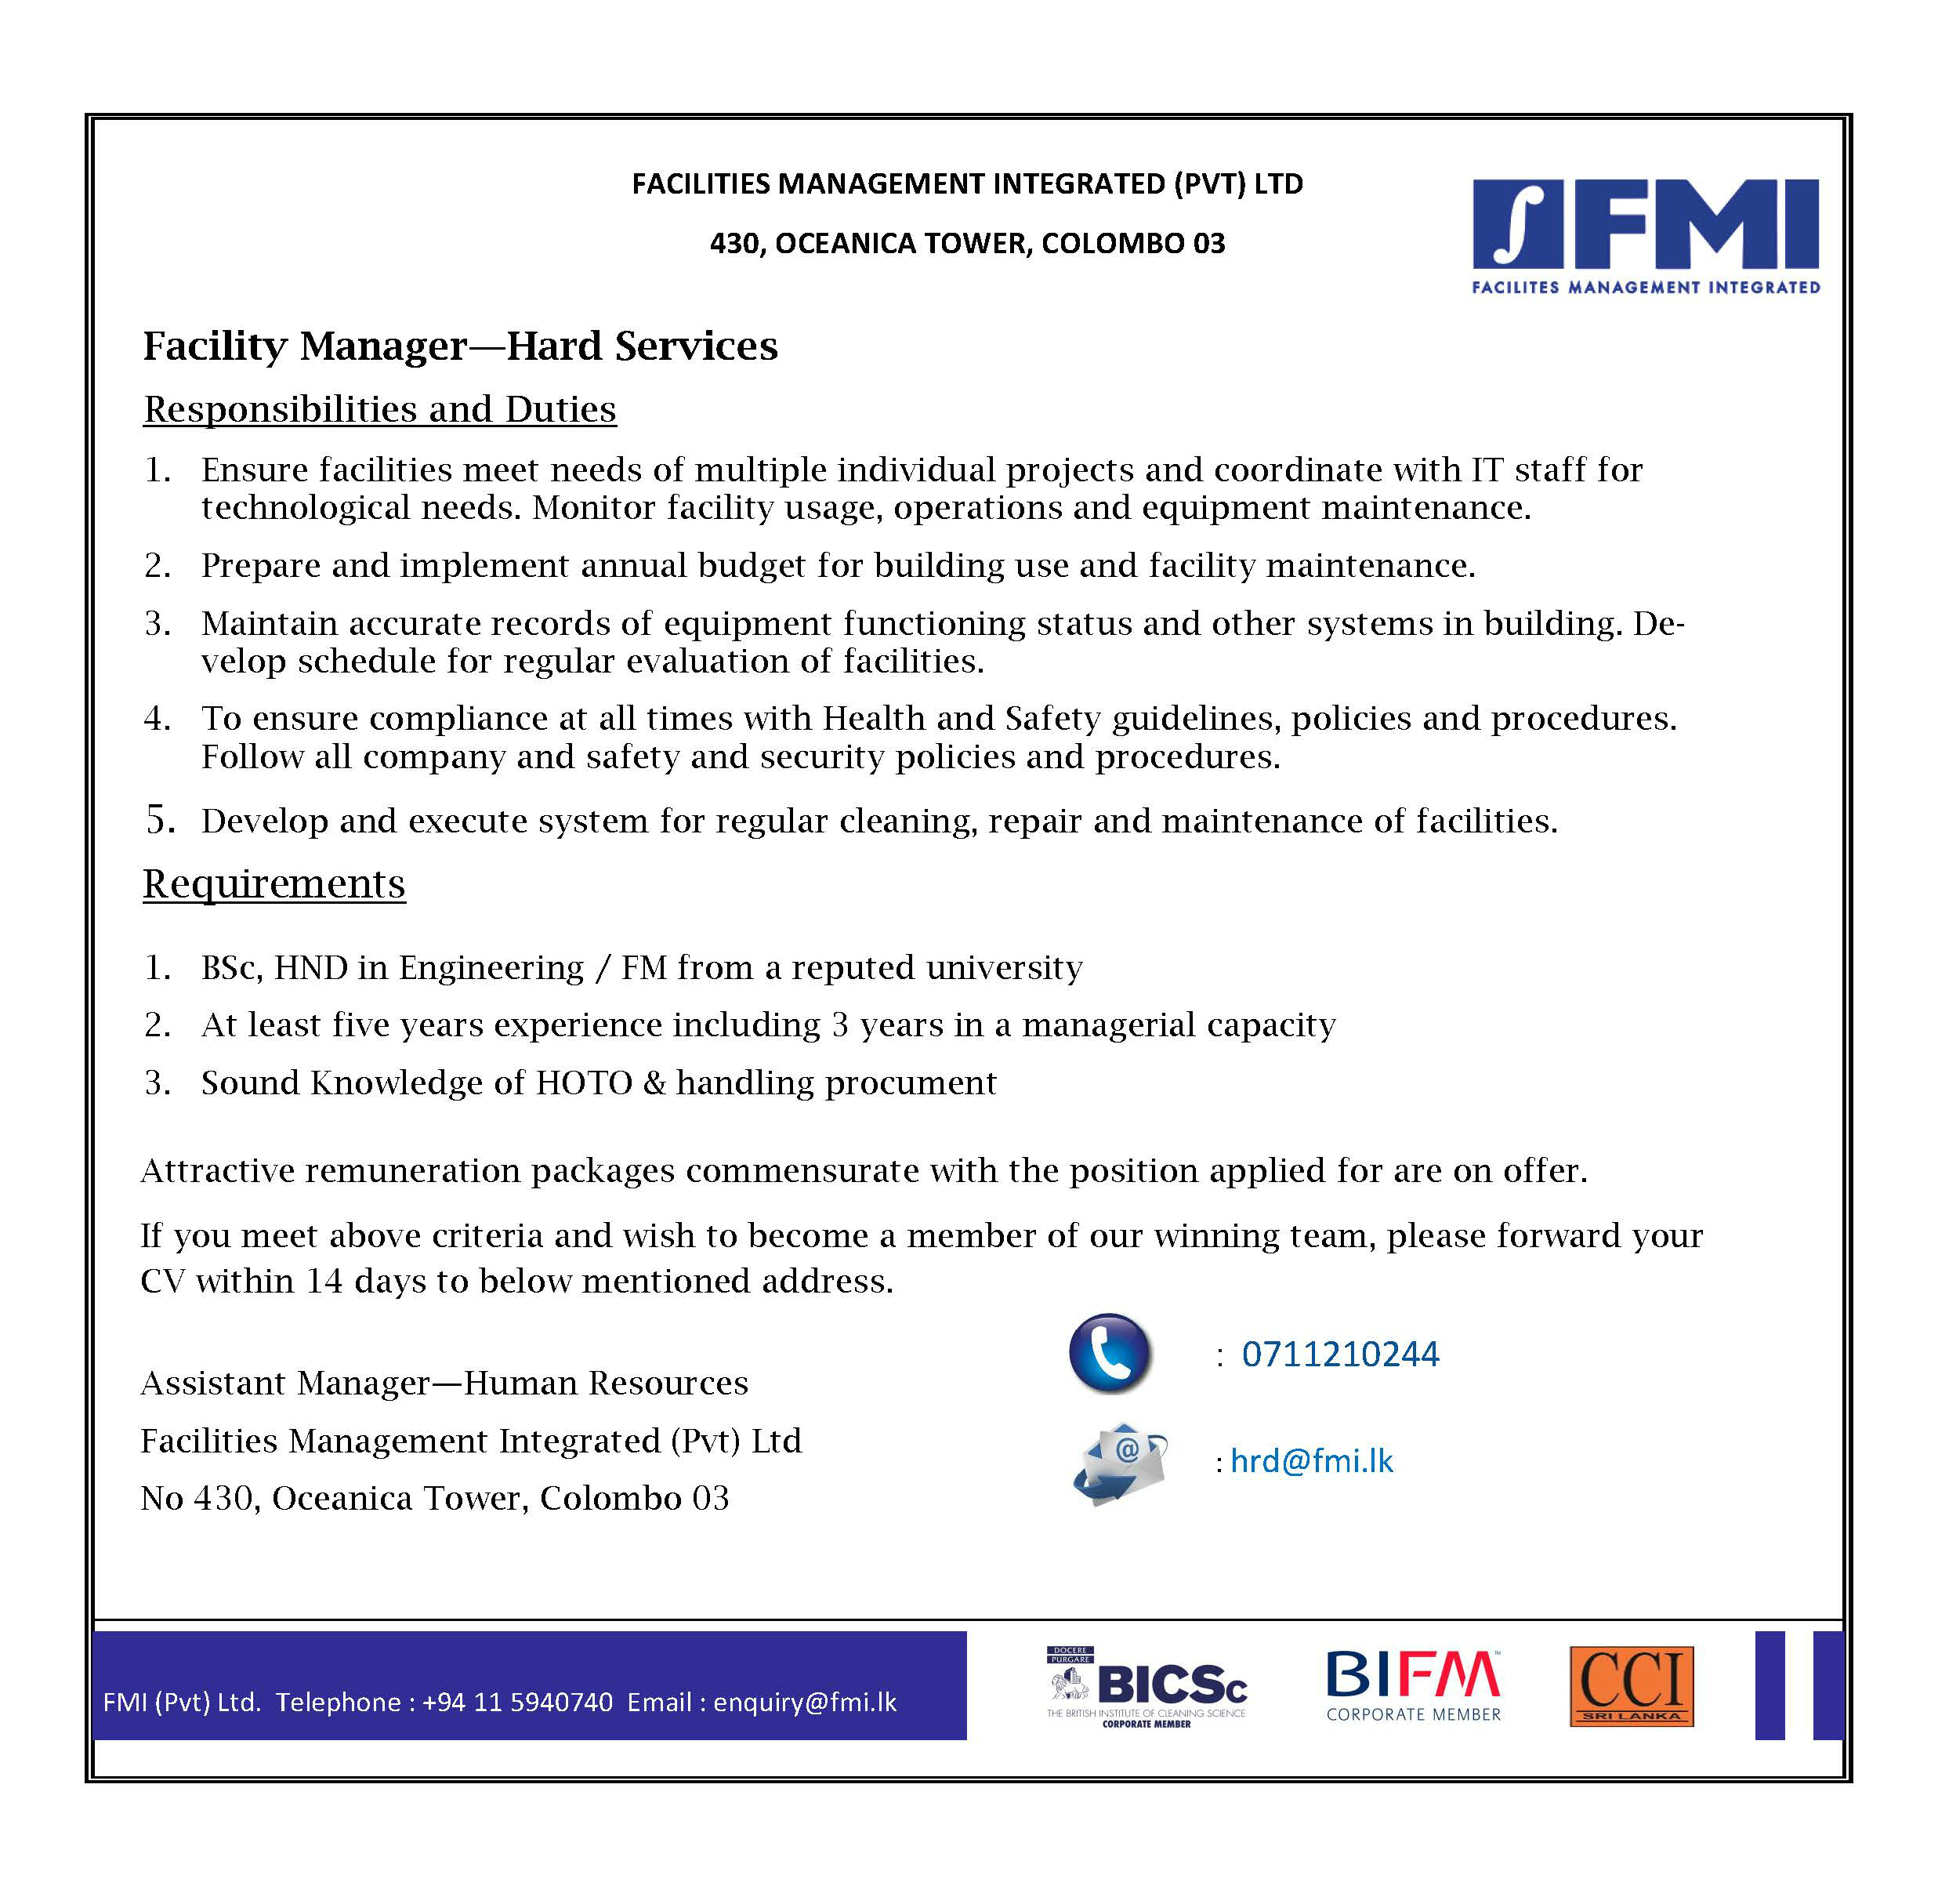 FACILITIES MANAGEMENT INTEGRATED (PVT) LTD
430, OCEANICA TOWER, COLOMBO 03
FMI
FACILITES MANAGEMENT INTEGRATED
Facility Manager—Hard Services
Responsibilities and Duties
1. Ensure facilities meet needs of multiple individual projects and coordinate with IT staff for
technological needs. Monitor facility usage, operations and equipment maintenance.
2. Prepare and implement annual budget for building use and facility maintenance.
3. Maintain accurate records of equipment functioning status and other systems in building. De-
velop schedule for regular evaluation of facilities.
4. To ensure compliance at all times with Health and Safety guidelines, policies and procedures.
Follow all company and safety and security policies and procedures.
5. Develop and execute system for regular cleaning, repair and maintenance of facilities.
Requirements
1. BSc, HND in Engineering / FM from a reputed university
2. At least five years experience including 3 years in a managerial capacity
3. Sound Knowledge of HOTO & handling procument
Attractive remuneration packages commensurate with the position applied for are on offer.
If you meet above criteria and wish to become a member of our winning team, please forward your
CV within 14 days to below mentioned address.
Assistant Manager—Human Resources
Facilities Management Integrated (Pvt) Ltd
No 430, Oceanica Tower, Colombo 03
: 0711210244
@
: hrd@fmi.lk
FMI (Pvt) Ltd. Telephone : +94 11 5940740 Email : enquiry@fmi.lk
DOCERE
PURGARE
BICSc
THE BRITISH INSTITUTE OF CLEANING SCIENCE
CORPORATE MEMBER
BIFM™
CORPORATE MEMBER
CCI
SRI LANKA